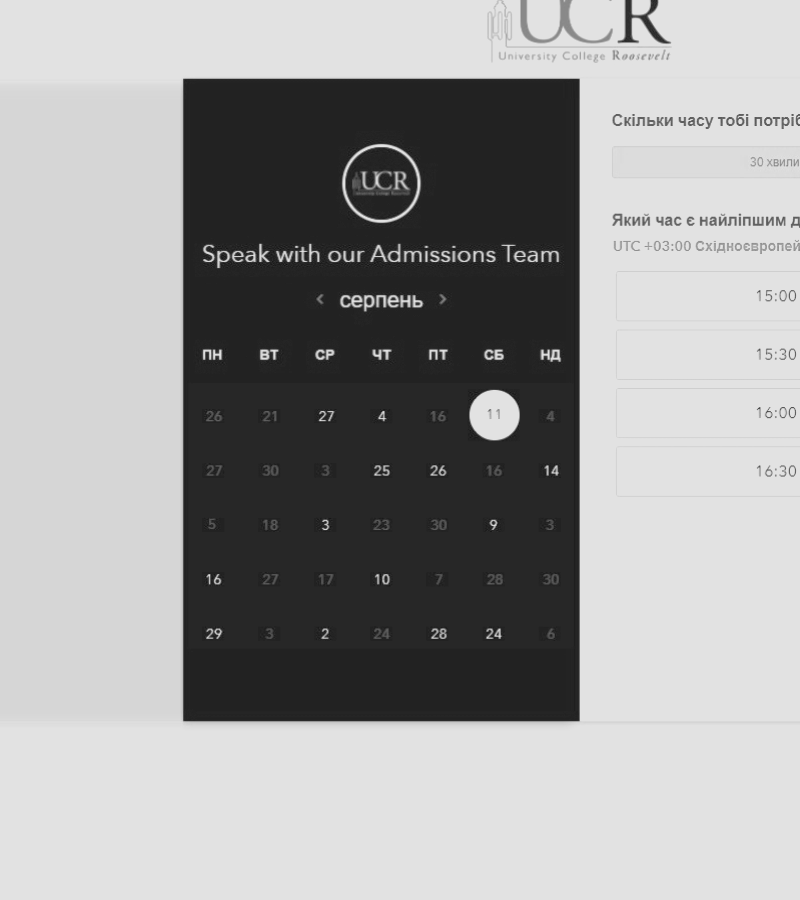 UCR
University College Roosevelt
UCR
Speak with our Admissions Team
‹ серпень ›
ПН ВТ СР ЧТ ПТ СБ НД
26 21 27 4 16 11 4
27 30 3 25 26 16 14
5 18 3 23 30 9 3
16 27 17 10 7 28 30
29 3 2 24 28 24 6
Скільки часу тобі потріб
30 хвили
Який час є найліпшим д
UTC +03:00 Східноєвропей
15:00
15:30
16:00
16:30